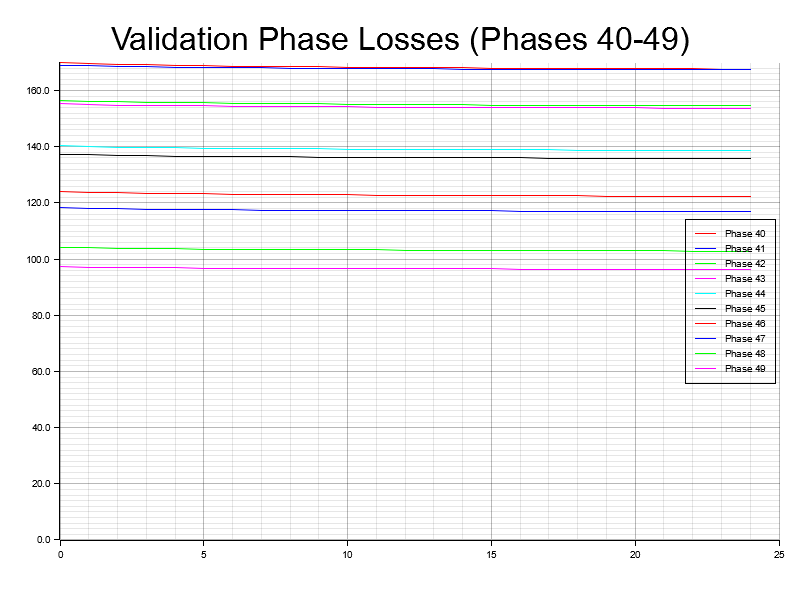 Validation Phase Losses (Phases 40-49)
160.0
140.0
120.0
100.0
80.0
60.0
40.0
20.0
0.0
0 5 10 15 20 25
Phase 40
Phase 41
Phase 42
Phase 43
Phase 44
Phase 45
Phase 46
Phase 47
Phase 48
Phase 49